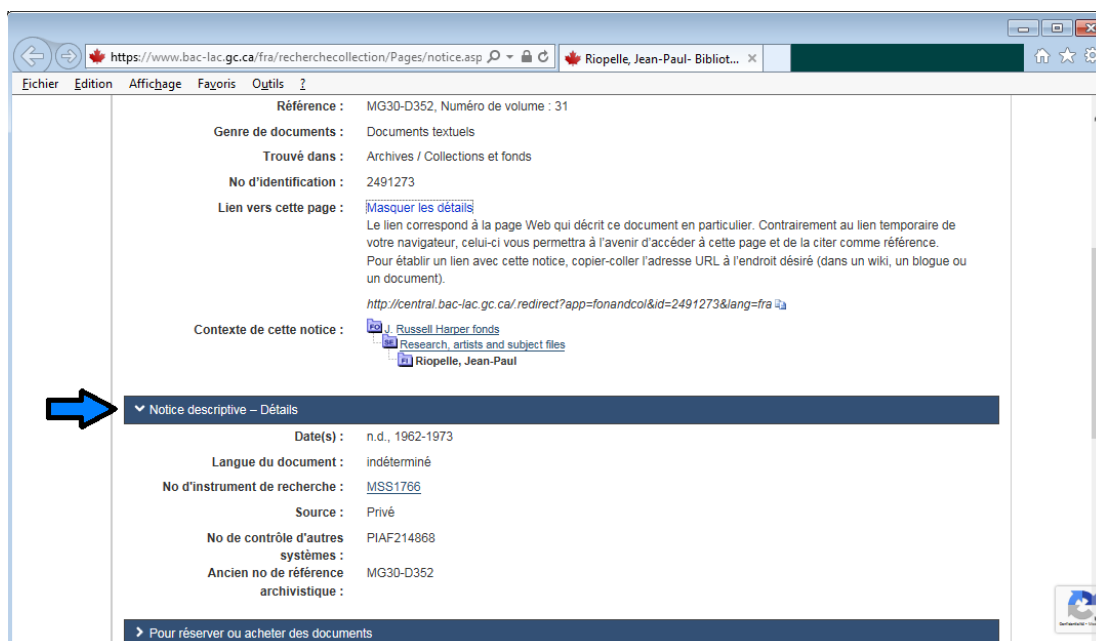 https://www.bac-lac.gc.ca/fra/recherchecollection/Pages/notice.asp
Riopelle, Jean-Paul- Bibliot...
Fichier Edition Affichage Favoris Outils ?
Référence : MG30-D352, Numéro de volume : 31
Genre de documents : Documents textuels
Trouvé dans : Archives / Collections et fonds
No d'identification : 2491273
Lien vers cette page : Masquer les détails
Le lien correspond à la page Web qui décrit ce document en particulier. Contrairement au lien temporaire de
votre navigateur, celui-ci vous permettra à l'avenir d'accéder à cette page et de la citer comme référence.
Pour établir un lien avec cette notice, copier-coller l'adresse URL à l'endroit désiré (dans un wiki, un blogue ou
un document).
http://central.bac-lac.gc.ca/.redirect?app=fonandcol&id=2491273&lang=fra
Contexte de cette notice : FO J. Russell Harper fonds
SE Research, artists and subject files
FI Riopelle, Jean-Paul
Notice descriptive – Détails
Date(s) : n.d., 1962-1973
Langue du document : indéterminé
No d'instrument de recherche : MSS1766
Source : Privé
No de contrôle d'autres PIAF214868
systèmes :
Ancien no de référence MG30-D352
archivistique :
Pour réserver ou acheter des documents